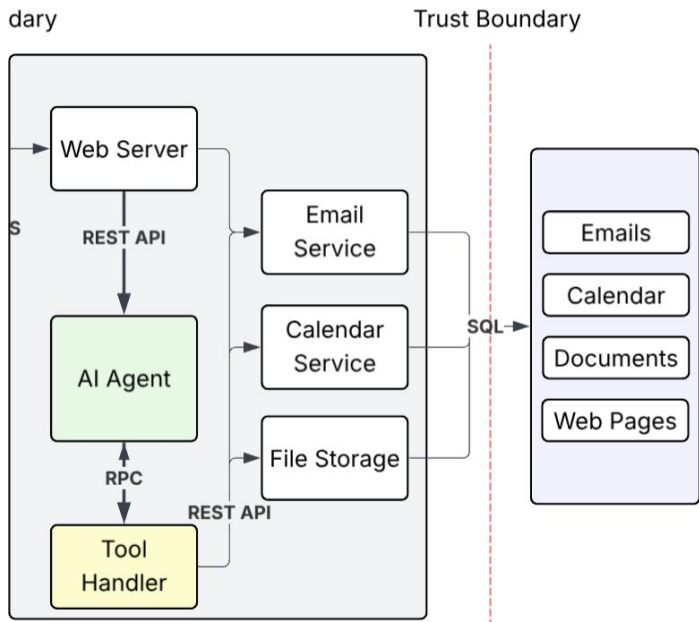 dary
Trust Boundary
Web Server
S
REST API
Email
Service
Emails
Calendar
Calendar
Service
SQL
Documents
AI Agent
Web Pages
File Storage
RPC
REST API
Tool
Handler